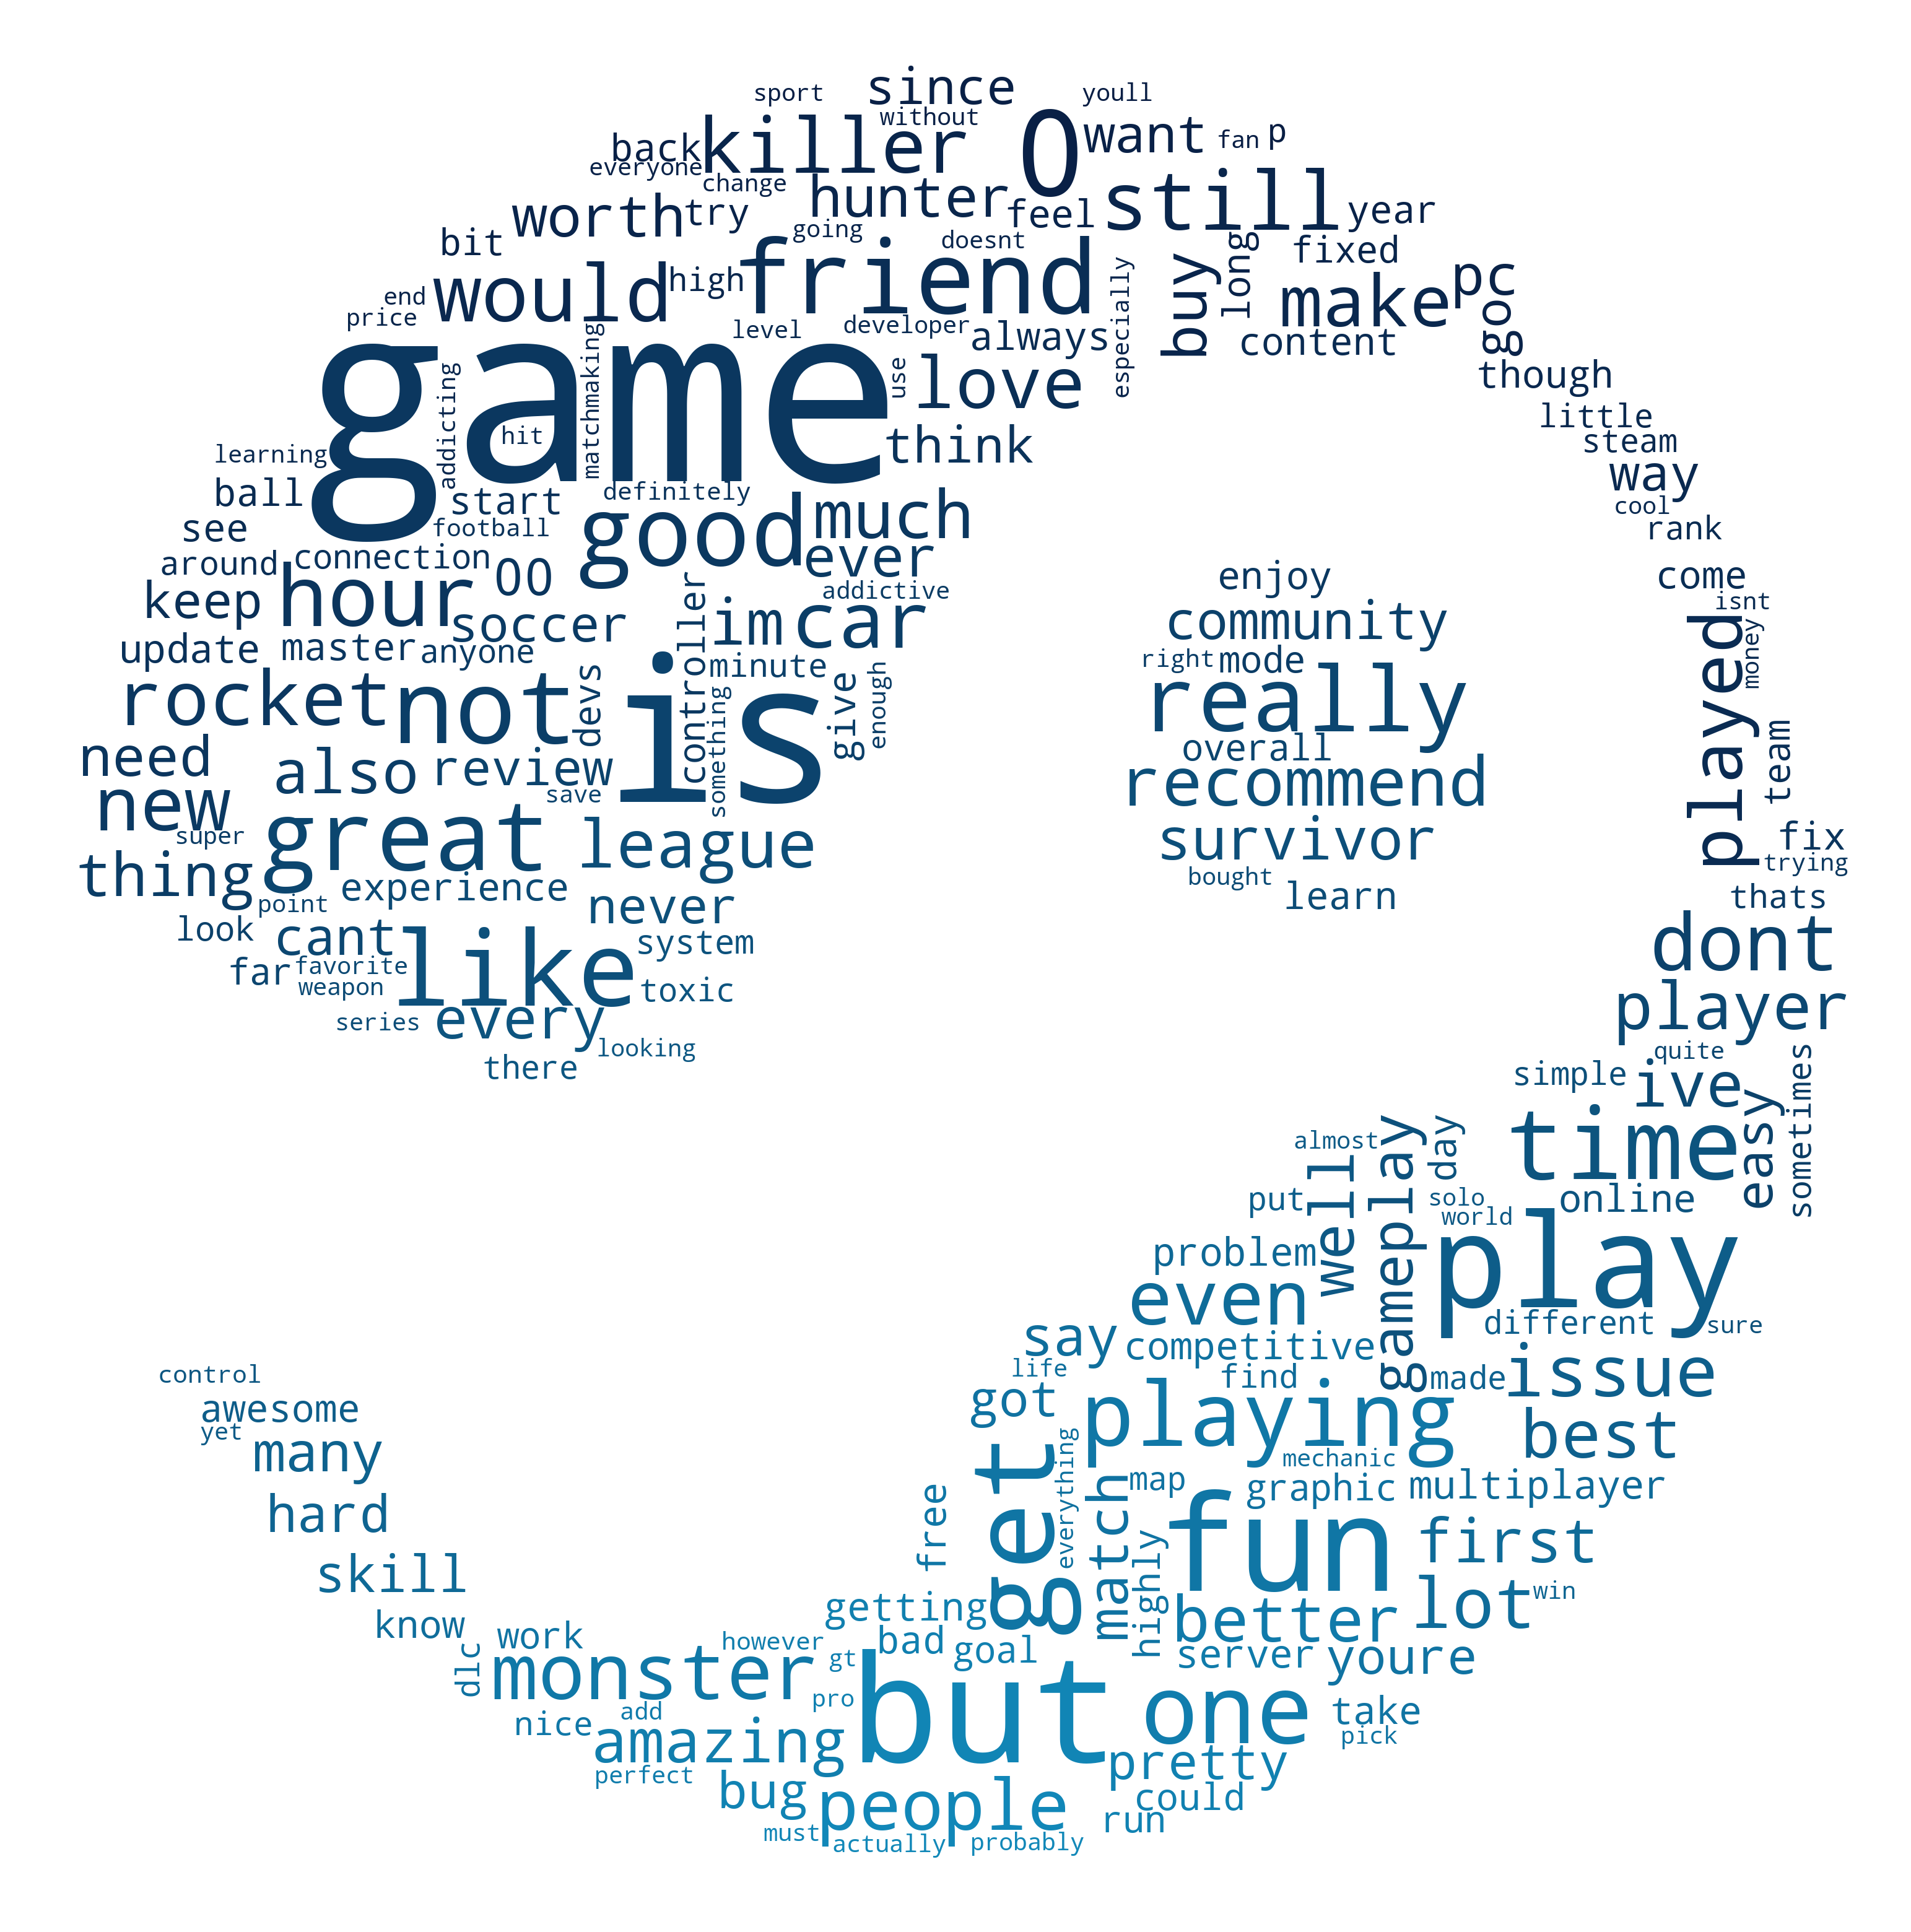 sport
since
youll
without
killer
O
want
fan
p
back
everyone
change
hunter
feel
still
year
worth
try
going
doesnt
bit
friend
especially
buy
long
fixed
would
high
end
price
level
developer
always
make
pc
go
content
game
addicting
matchmaking
hit
use
love
though
little
think
steam
learning
way
ball
start
definitely
cool
rank
see
football
good
much
around
connection
ever
keep
hour
OO
addictive
enjoy
come
isnt
soccer
controller
im
car
community
played
money
update
master
anyone
minute
right
mode
rocket
not
devs
is
something
give
enough
really
need
also
review
overall
team
new
save
recommend
super
great
league
survivor
fix
trying
thing
experience
bought
learn
thats
point
never
look
cant
system
dont
far
favorite
weapon
like
toxic
player
series
every
looking
there
quite
simple
ive
sometimes
easy
time
almost
well
gameplay
day
put
solo
world
online
problem
play
even
different
sure
say
competitive
life
find
made
issue
control
awesome
got
playing
yet
many
best
everything
mechanic
get
match
map
graphic
multiplayer
hard
free
fun
first
highly
skill
getting
better
lot
win
know
work
however
bad
goal
server
youre
dlc
monster
gt
pro
but
one
take
nice
add
amazing
pick
perfect
pretty
bug
people
could
run
must
actually
probably